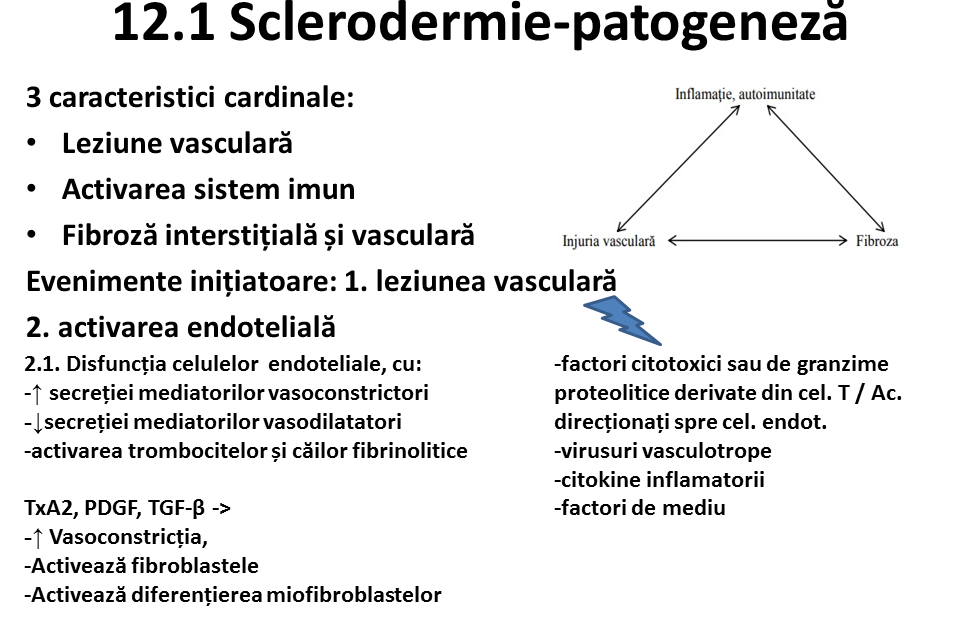 12.1 Sclerodermie-patogeneză
3 caracteristici cardinale:
• Leziune vasculară
• Activarea sistem imun
• Fibroză interstițială și vasculară
Inflamație, autoimunitate
Injuria vasculară
Fibroza
Evenimente inițiatoare: 1. leziunea vasculară
2. activarea endotelială
2.1. Disfuncția celulelor endoteliale, cu:
-↑ secreției mediatorilor vasoconstrictori
-↓secreției mediatorilor vasodilatatori
-activarea trombocitelor și căilor fibrinolitice
TxA2, PDGF, TGF-β ->
-↑ Vasoconstricția,
-Activează fibroblastele
-Activează diferențierea miofibroblastelor
-factori citotoxici sau de granzime
proteolitice derivate din cel. T / Ac.
direcționați spre cel. endot.
-virusuri vasculotrope
-citokine inflamatorii
-factori de mediu